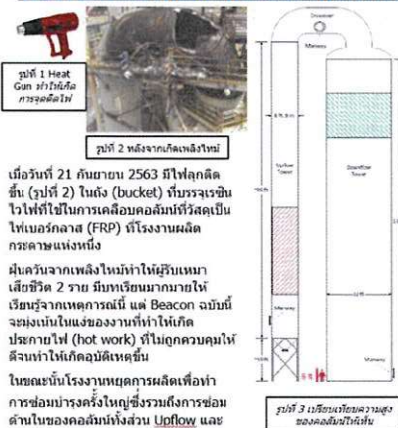 รูปที่ 1 Heat
Gun ทำให้เกิด
การจุดติดไฟ
รูปที่ 2 หลังจากเกิดเพลิงไหม้
เมื่อวันที่ 21 กันยายน 2563 มีไฟลุกติด
ขึ้น (รูปที่ 2) ในถัง (bucket) ที่บรรจุเรซิน
ไวไฟที่ใช้ในการเคลือบคอลัมน์ที่วัสดุเป็น
ไฟเบอร์กลาส (FRP) ที่โรงงานผลิต
กระดาษแห่งหนึ่ง
ฝุ่นควันจากเพลิงไหม้ทำให้ผู้รับเหมา
เสียชีวิต 2 ราย มีบทเรียนมากมายให้
เรียนรู้จากเหตุการณ์นี้ แต่ Beacon ฉบับนี้
จะมุ่งเน้นในแง่ของงานที่ทำให้เกิด
ประกายไฟ (hot work) ที่ไม่ถูกควบคุมให้
ดีจนทำให้เกิดอุบัติเหตุขึ้น
ในขณะนั้นโรงงานหยุดการผลิตเพื่อทำ
การซ่อมบำรุงครั้งใหญ่ซึ่งรวมถึงการซ่อม
ด้านในของคอลัมน์ทั้งส่วน Upflow และ
Crossover
Manway
Upflow
Tower
Downflow
Tower
Manway
Manway
รูปที่ 3 เปรียบเทียบความสูง
ของคอลัมน์ให้เห็น